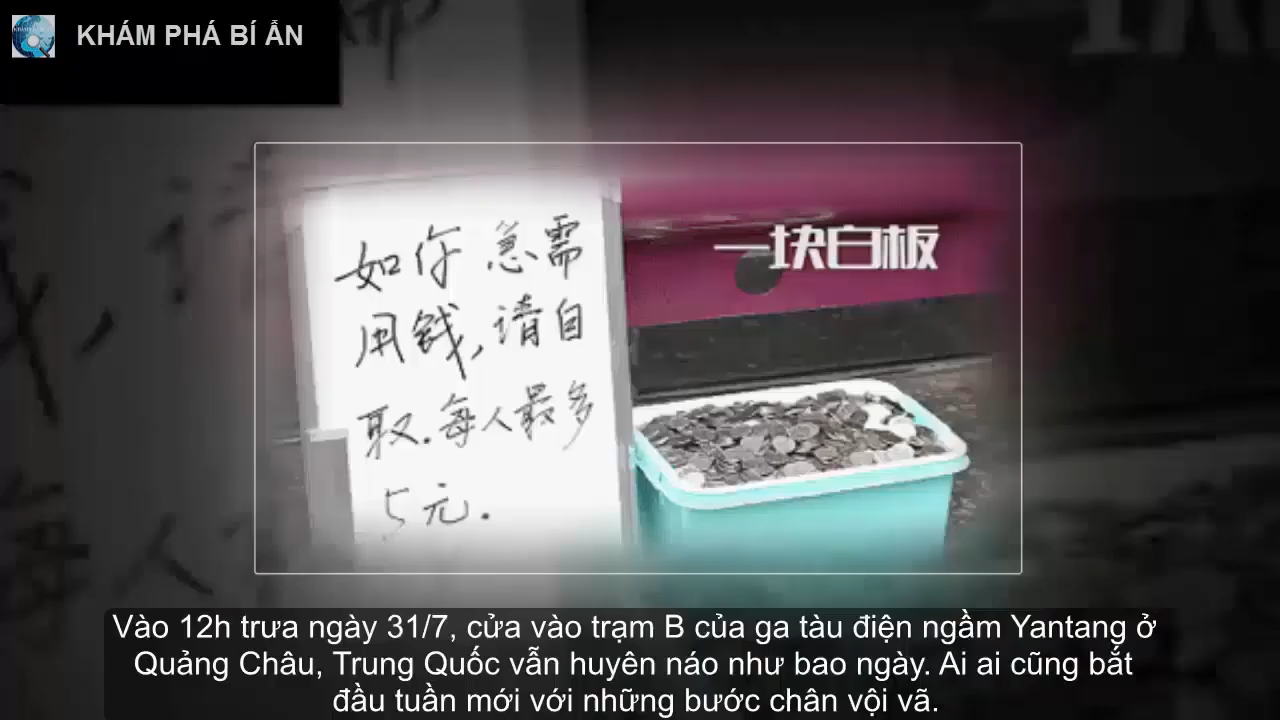 KHÁM PHÁ BÍ ẨN
如你急需
用钱,请自
取.每人最多
5元.
一块白板
Vào 12h trưa ngày 31/7, cửa vào trạm B của ga tàu điện ngầm Yantang ở
Quảng Châu, Trung Quốc vẫn huyên náo như bao ngày. Ai ai cũng bắt
đầu tuần mới với những bước chân vội vã.